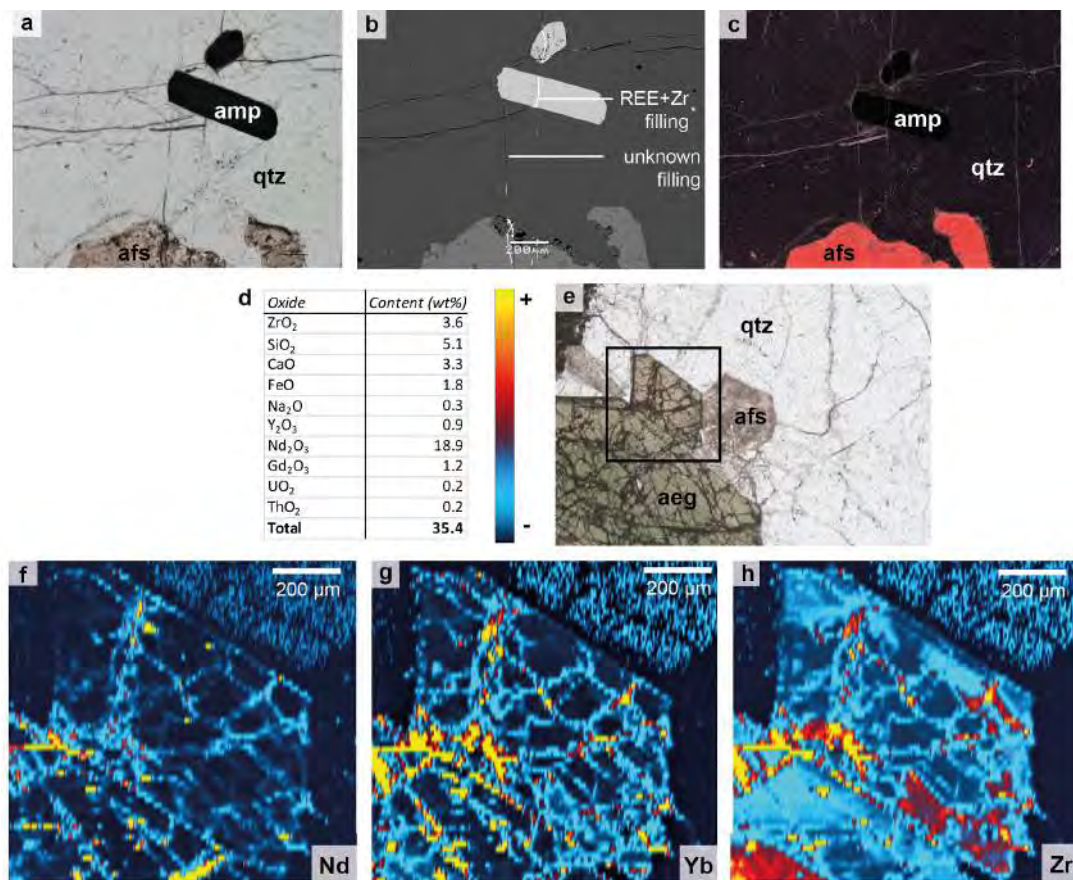 a
amp
qtz
afs
b
REE+Zr
filling
unknown
filling
200µm
c
amp
qtz
afs
d
Oxide Content (wt%)
ZrO₂ 3.6
SiO₂ 5.1
CaO 3.3
FeO 1.8
Na₂O 0.3
Y₂O₃ 0.9
Nd₂O₃ 18.9
Gd₂O₃ 1.2
UO₂ 0.2
ThO₂ 0.2
Total 35.4
+
-
e
qtz
afs
aeg
f
200 µm
Nd
g
200 µm
Yb
h
200 µm
Zr